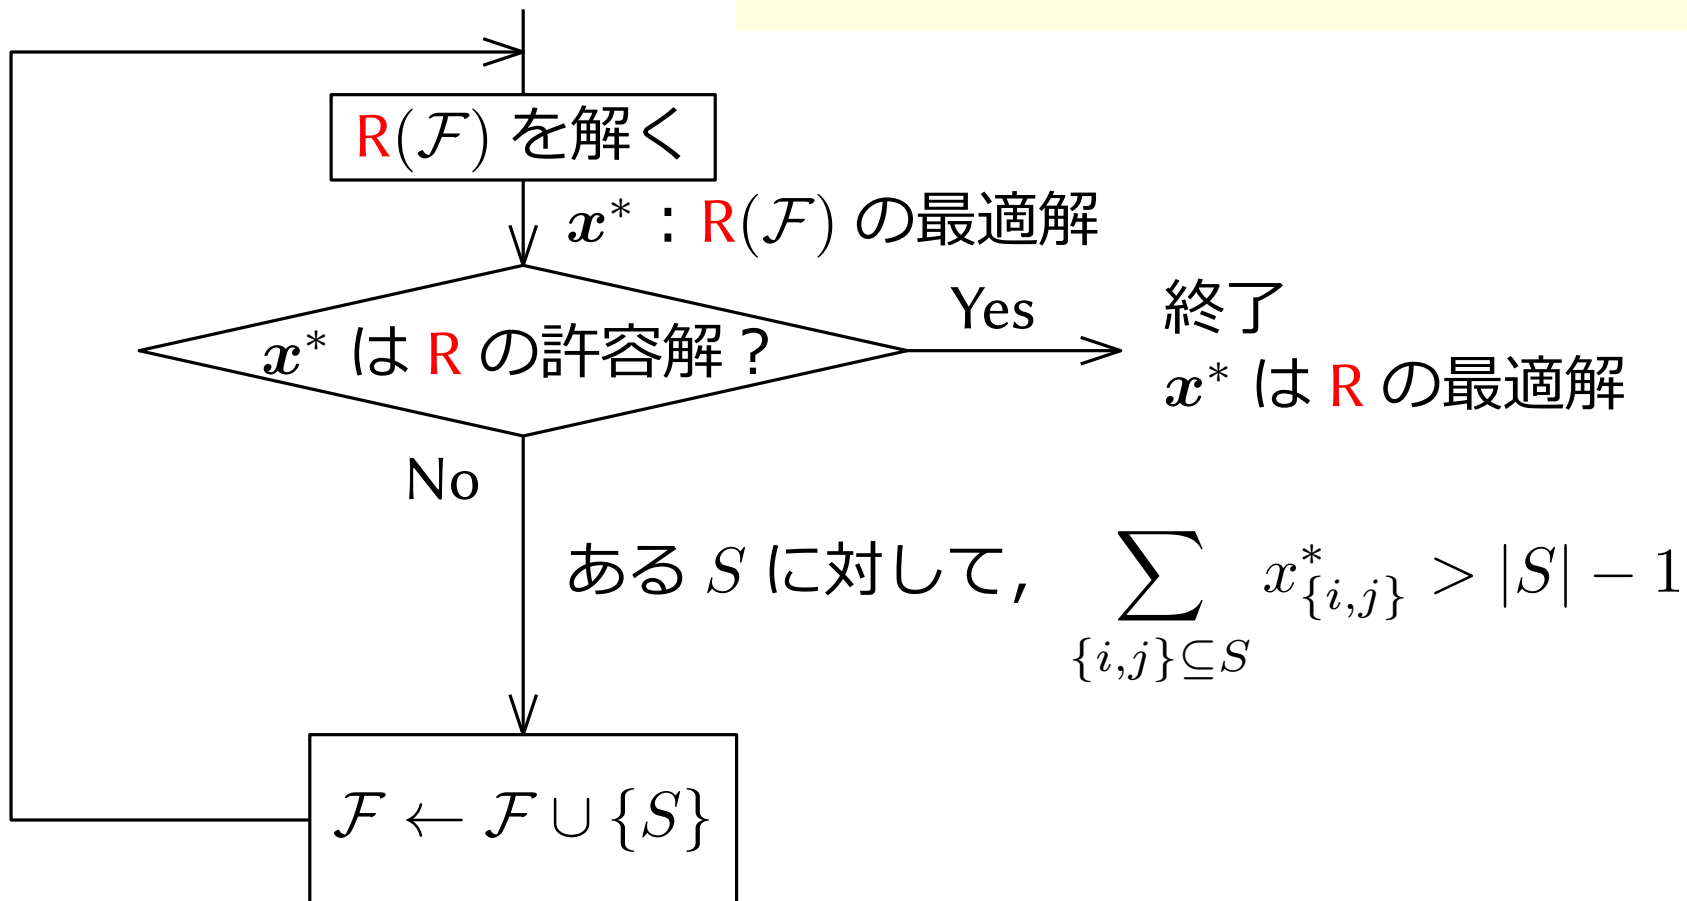 R(𝓕) を解く
x* : R(𝓕) の最適解
x* は R の許容解 ?
Yes
終了
x* は R の最適解
No
ある S に対して, ∑_{{i,j}⊆S} x*_{{i,j}} > |S| − 1
𝓕 ← 𝓕 ∪ {S}